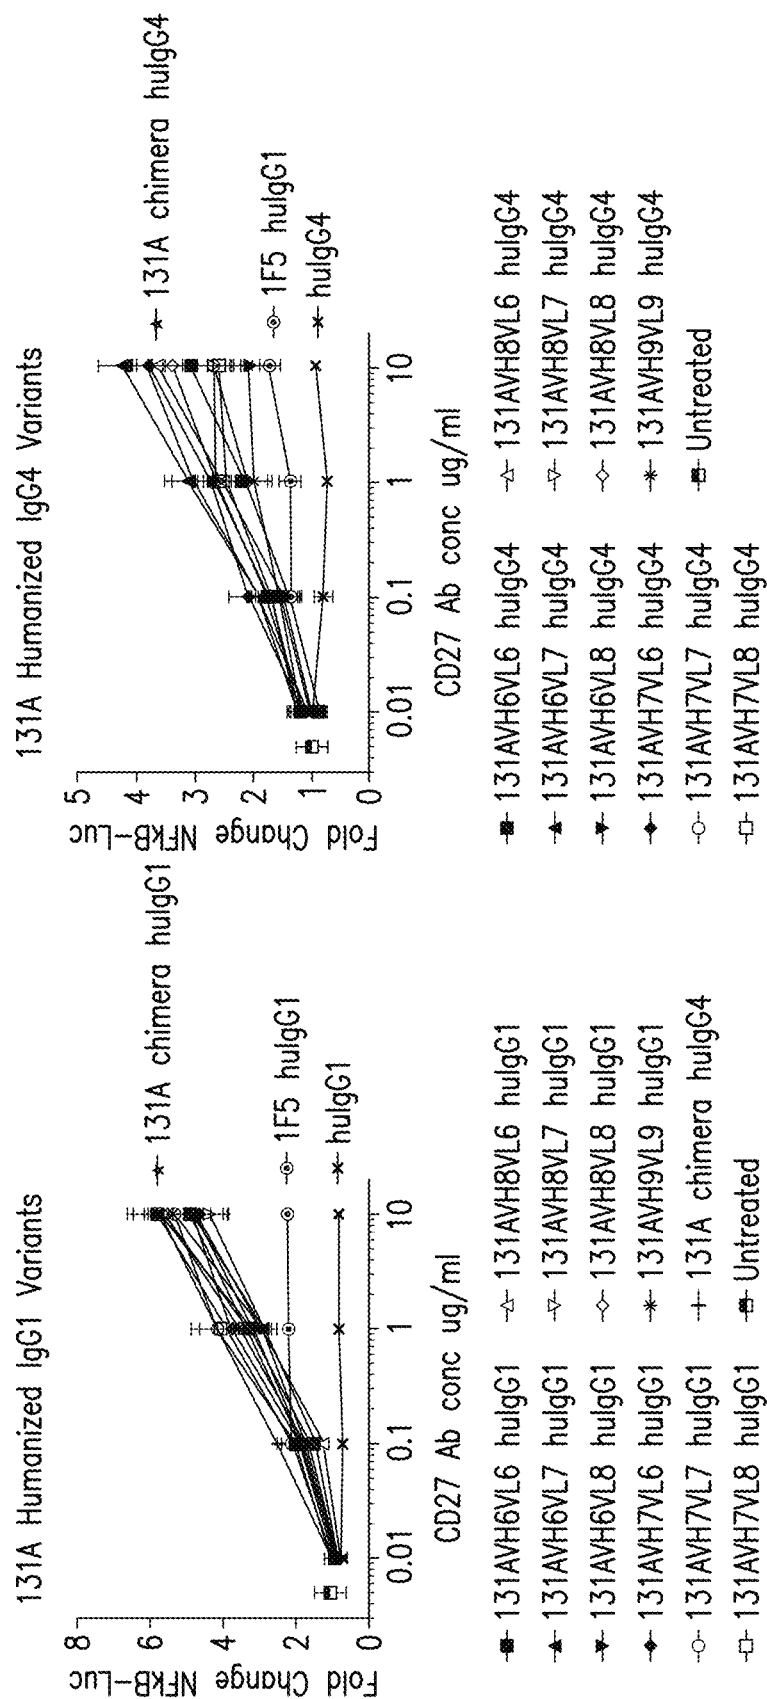 131A Humanized IgG1 Variants
Fold Change NFkB-Luc
8
6
4
2
0
0.01
0.1
1
10
CD27 Ab conc ug/ml
131A chimera huIgG1
1F5 huIgG1
huIgG1
131AVH6VL6 huIgG1
131AVH6VL7 huIgG1
131AVH6VL8 huIgG1
131AVH7VL6 huIgG1
131AVH7VL7 huIgG1
131AVH7VL8 huIgG1
131AVH8VL6 huIgG1
131AVH8VL7 huIgG1
131AVH8VL8 huIgG1
131AVH9VL9 huIgG1
131A chimera huIgG4
Untreated
131A Humanized IgG4 Variants
Fold Change NFkB-Luc
5
4
3
2
1
0
0.01
0.1
1
10
CD27 Ab conc ug/ml
131A chimera huIgG4
1F5 huIgG1
huIgG4
131AVH6VL6 huIgG4
131AVH6VL7 huIgG4
131AVH6VL8 huIgG4
131AVH7VL6 huIgG4
131AVH7VL7 huIgG4
131AVH7VL8 huIgG4
131AVH8VL6 huIgG4
131AVH8VL7 huIgG4
131AVH8VL8 huIgG4
131AVH9VL9 huIgG4
Untreated